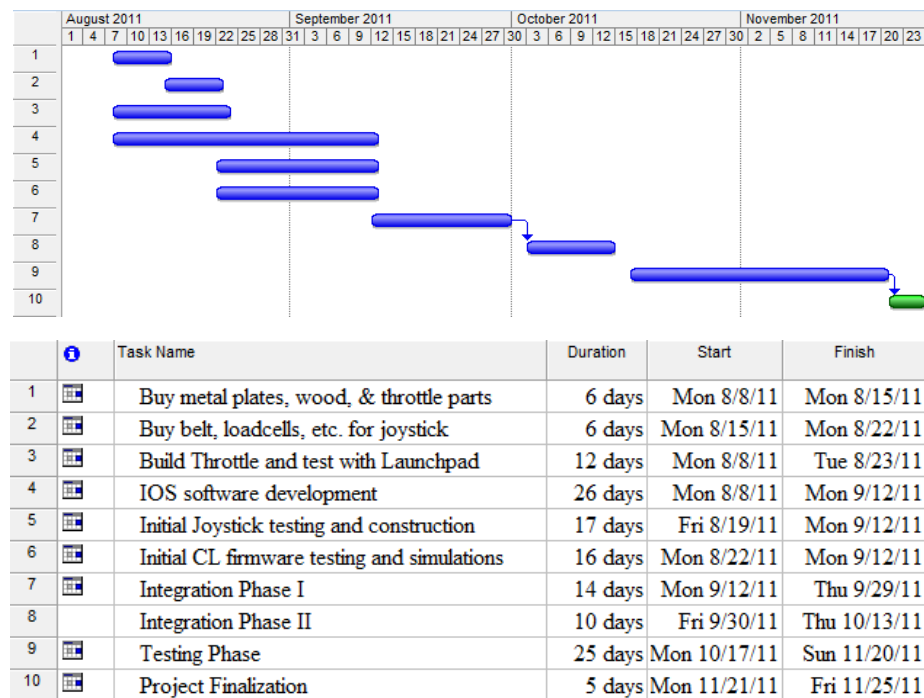 August 2011 September 2011 October 2011 November 2011
1 4 7 10 13 16 19 22 25 28 31 3 6 9 12 15 18 21 24 27 30 3 6 9 12 15 18 21 24 27 30 2 5 8 11 14 17 20 23
1
2
3
4
5
6
7
8
9
10
Task Name Duration Start Finish
1 Buy metal plates, wood, & throttle parts 6 days Mon 8/8/11 Mon 8/15/11
2 Buy belt, loadcells, etc. for joystick 6 days Mon 8/15/11 Mon 8/22/11
3 Build Throttle and test with Launchpad 12 days Mon 8/8/11 Tue 8/23/11
4 IOS software development 26 days Mon 8/8/11 Mon 9/12/11
5 Initial Joystick testing and construction 17 days Fri 8/19/11 Mon 9/12/11
6 Initial CL firmware testing and simulations 16 days Mon 8/22/11 Mon 9/12/11
7 Integration Phase I 14 days Mon 9/12/11 Thu 9/29/11
8 Integration Phase II 10 days Fri 9/30/11 Thu 10/13/11
9 Testing Phase 25 days Mon 10/17/11 Sun 11/20/11
10 Project Finalization 5 days Mon 11/21/11 Fri 11/25/11